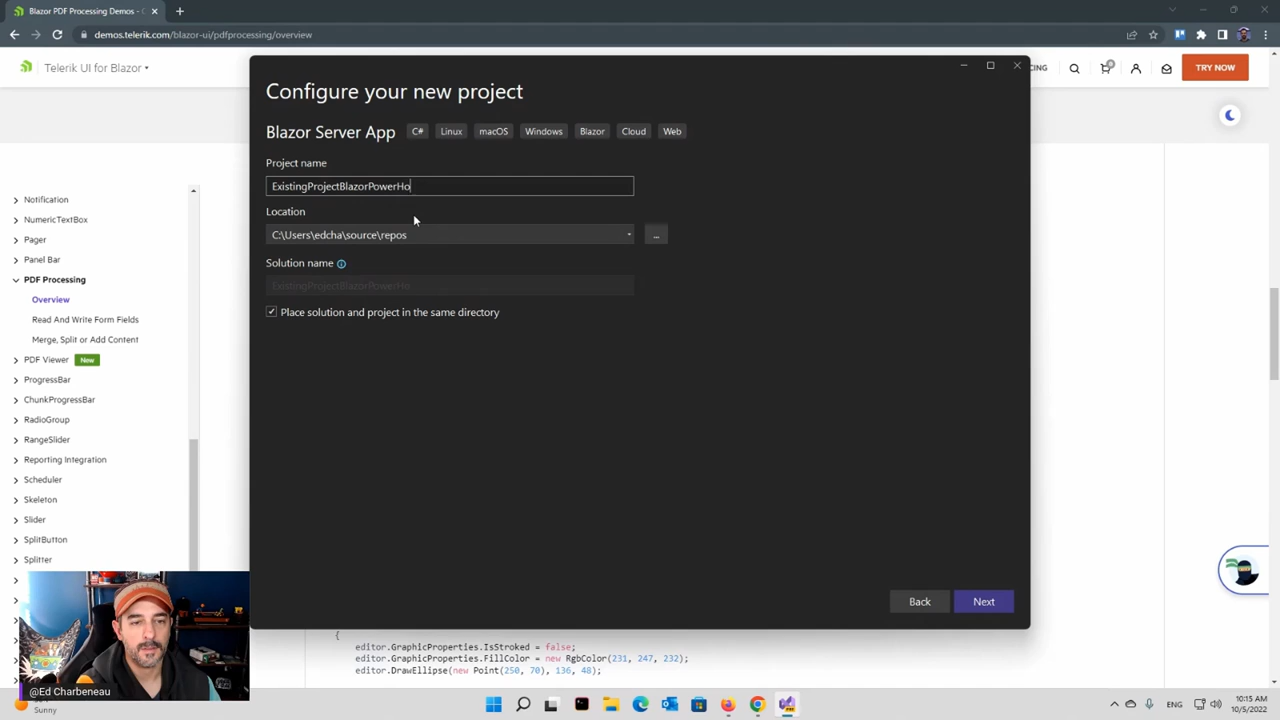 Blazor PDF Processing Demos -
demos.telerik.com/blazor-ui/pdfprocessing/overview
Telerik UI for Blazor
TRY NOW
Configure your new project
Blazor Server App
C#
Linux
macOS
Windows
Blazor
Cloud
Web
Project name
ExistingProjectBlazorPowerHo
Location
C:\Users\edcha\source\repos
...
Solution name
ExistingProjectBlazorPowerHo
Place solution and project in the same directory
Back
Next
Notification
NumericTextBox
Pager
Panel Bar
PDF Processing
Overview
Read And Write Form Fields
Merge, Split or Add Content
PDF Viewer New
ProgressBar
ChunkProgressBar
RadioGroup
RangeSlider
Reporting Integration
Scheduler
Skeleton
Slider
SplitButton
Splitter
{
editor.GraphicProperties.IsStroked = false;
editor.GraphicProperties.FillColor = new RgbColor(231, 247, 232);
editor.DrawEllipse(new Point(250, 70), 136, 48);
@Ed Charbeneau
Sunny
ENG
10:15 AM
10/5/2022